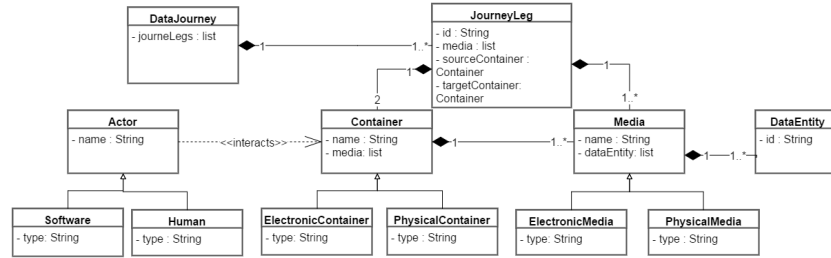 DataJourney
- journeLegs : list
1
1..*
JourneyLeg
- id : String
- media : list
- sourceContainer :
Container
- targetContainer:
Container
1
1
2
1..*
Actor
- name : String
<<interacts>>
Container
- name : String
- media: list
1
1..*
Media
- name : String
- dataEntity: list
1
1..*
DataEntity
- id : String
Software
- type: String
Human
- type : String
ElectronicContainer
- type: String
PhysicalContainer
- type : String
ElectronicMedia
- type: String
PhysicalMedia
- type : String